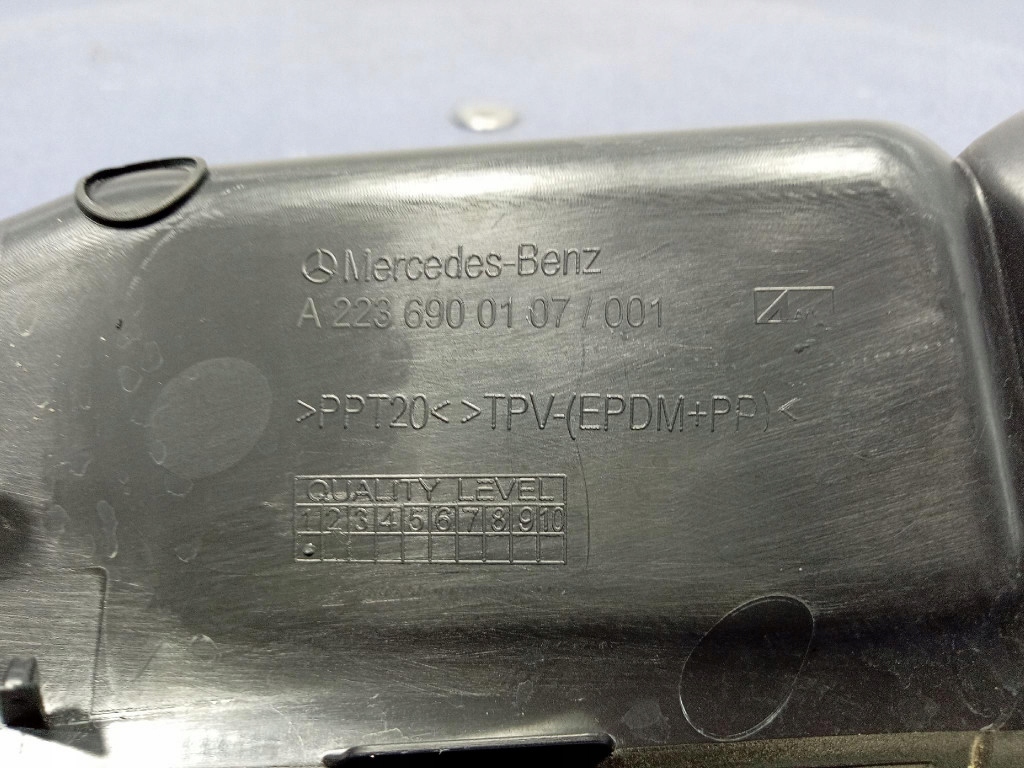 Mercedes-Benz
A 223 690 01 07 / 001
>PPT20< >TPV-(EPDM+PP)<
QUALITY LEVEL
1 2 3 4 5 6 7 8 9 10